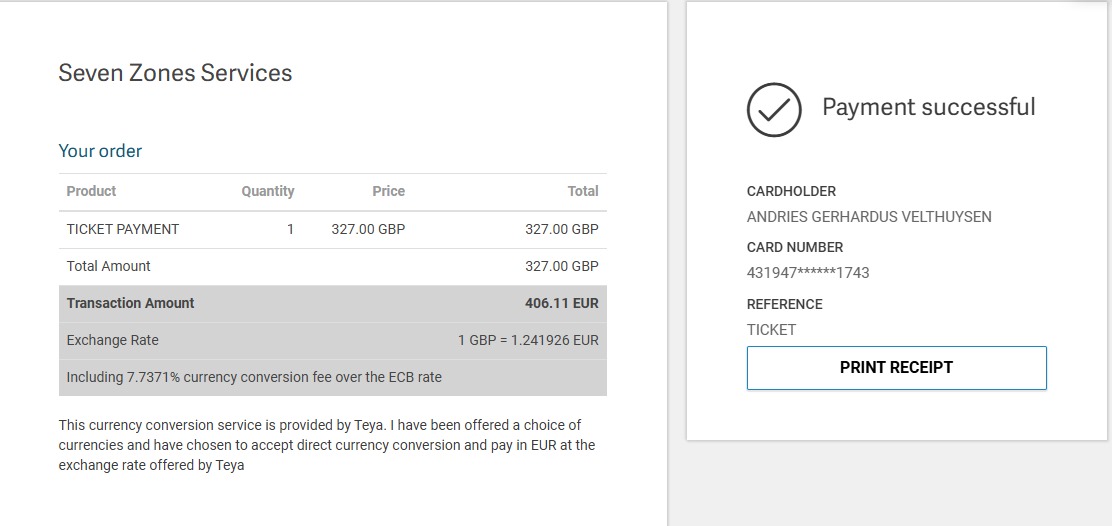 Seven Zones Services
Your order
Product Quantity Price Total
TICKET PAYMENT 1 327.00 GBP 327.00 GBP
Total Amount 327.00 GBP
Transaction Amount 406.11 EUR
Exchange Rate 1 GBP = 1.241926 EUR
Including 7.7371% currency conversion fee over the ECB rate
This currency conversion service is provided by Teya. I have been offered a choice of
currencies and have chosen to accept direct currency conversion and pay in EUR at the
exchange rate offered by Teya
Payment successful
CARDHOLDER
ANDRIES GERHARDUS VELTHUYSEN
CARD NUMBER
431947******1743
REFERENCE
TICKET
PRINT RECEIPT